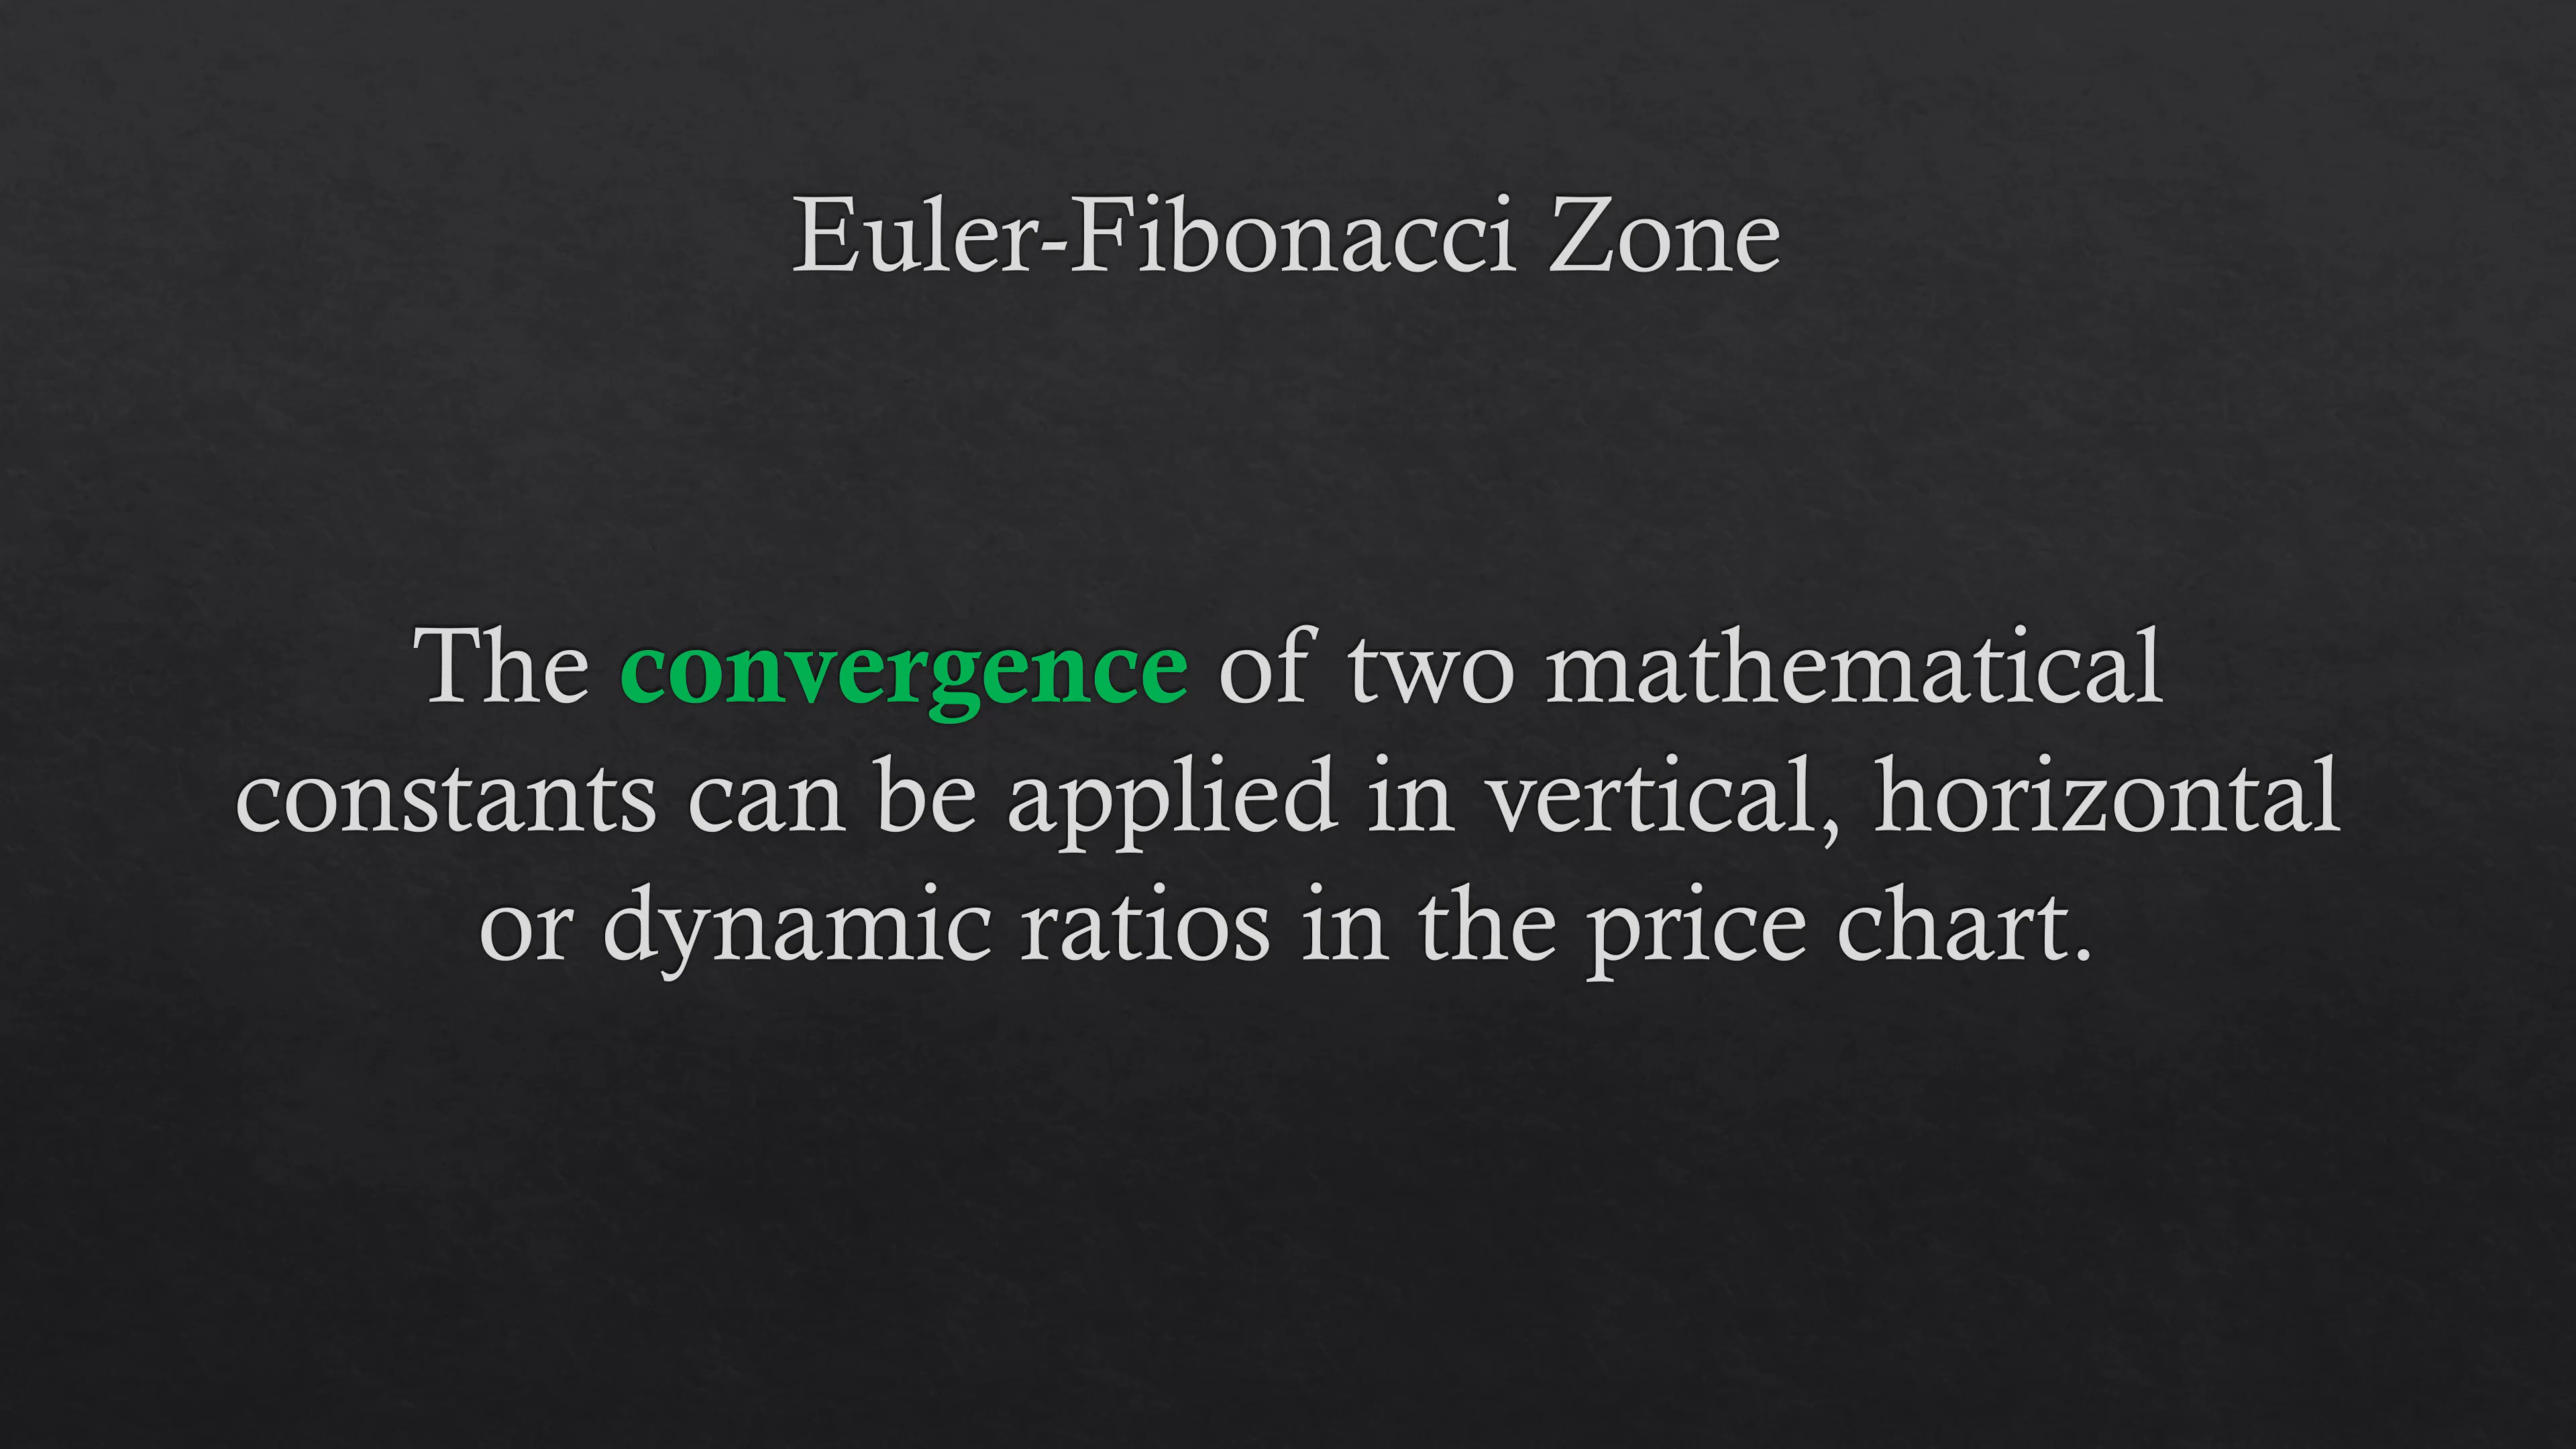 Euler-Fibonacci Zone
The convergence of two mathematical
constants can be applied in vertical, horizontal
or dynamic ratios in the price chart.